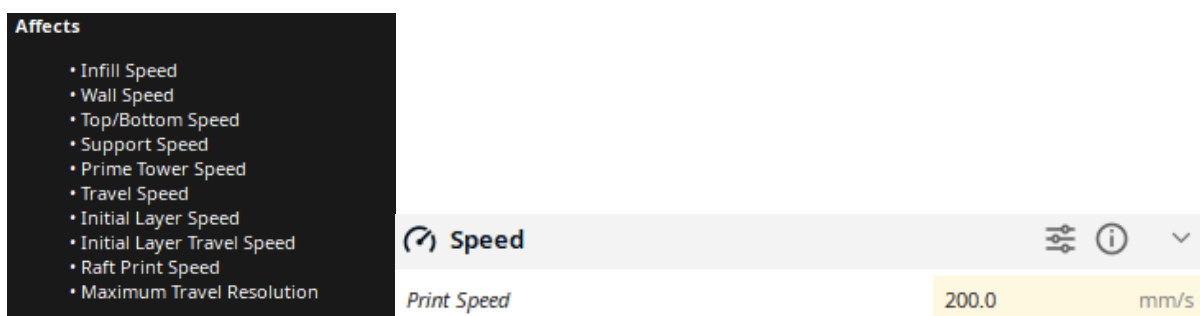 Affects
• Infill Speed
• Wall Speed
• Top/Bottom Speed
• Support Speed
• Prime Tower Speed
• Travel Speed
• Initial Layer Speed
• Initial Layer Travel Speed
• Raft Print Speed
• Maximum Travel Resolution
Speed
Print Speed 200.0 mm/s